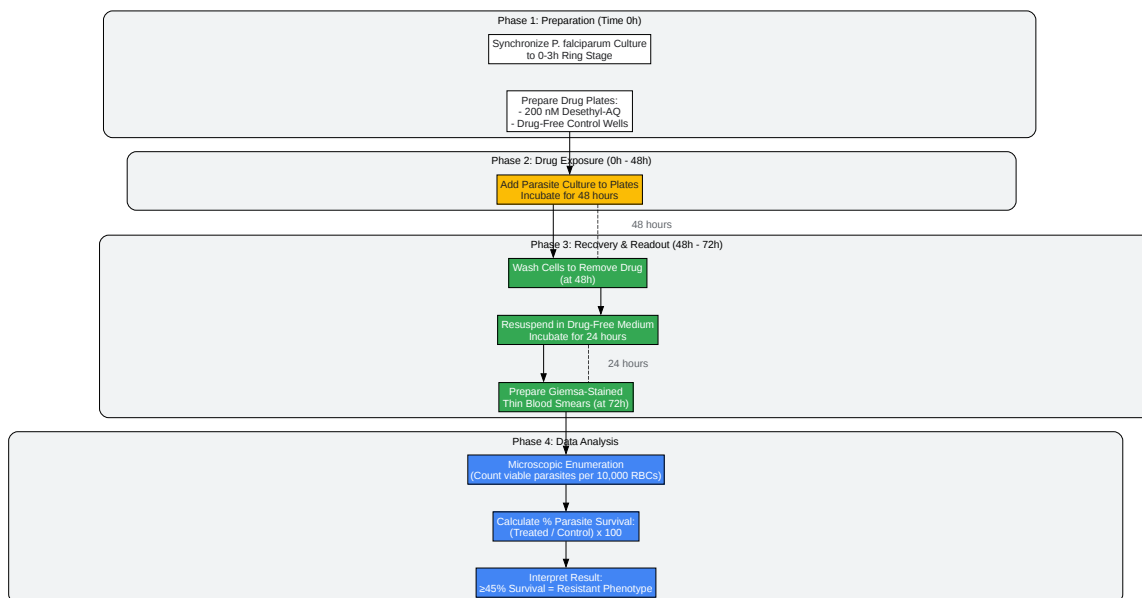 Phase 1: Preparation (Time 0h)
Synchronize P. falciparum Culture
to 0-3h Ring Stage
Prepare Drug Plates:
- 200 nM Desethyl-AQ
- Drug-Free Control Wells
Phase 2: Drug Exposure (0h - 48h)
Add Parasite Culture to Plates
Incubate for 48 hours
48 hours
Phase 3: Recovery & Readout (48h - 72h)
Wash Cells to Remove Drug
(at 48h)
Resuspend in Drug-Free Medium
Incubate for 24 hours
24 hours
Prepare Giemsa-Stained
Thin Blood Smears (at 72h)
Phase 4: Data Analysis
Microscopic Enumeration
(Count viable parasites per 10,000 RBCs)
Calculate % Parasite Survival:
(Treated / Control) x 100
Interpret Result:
≥45% Survival = Resistant Phenotype